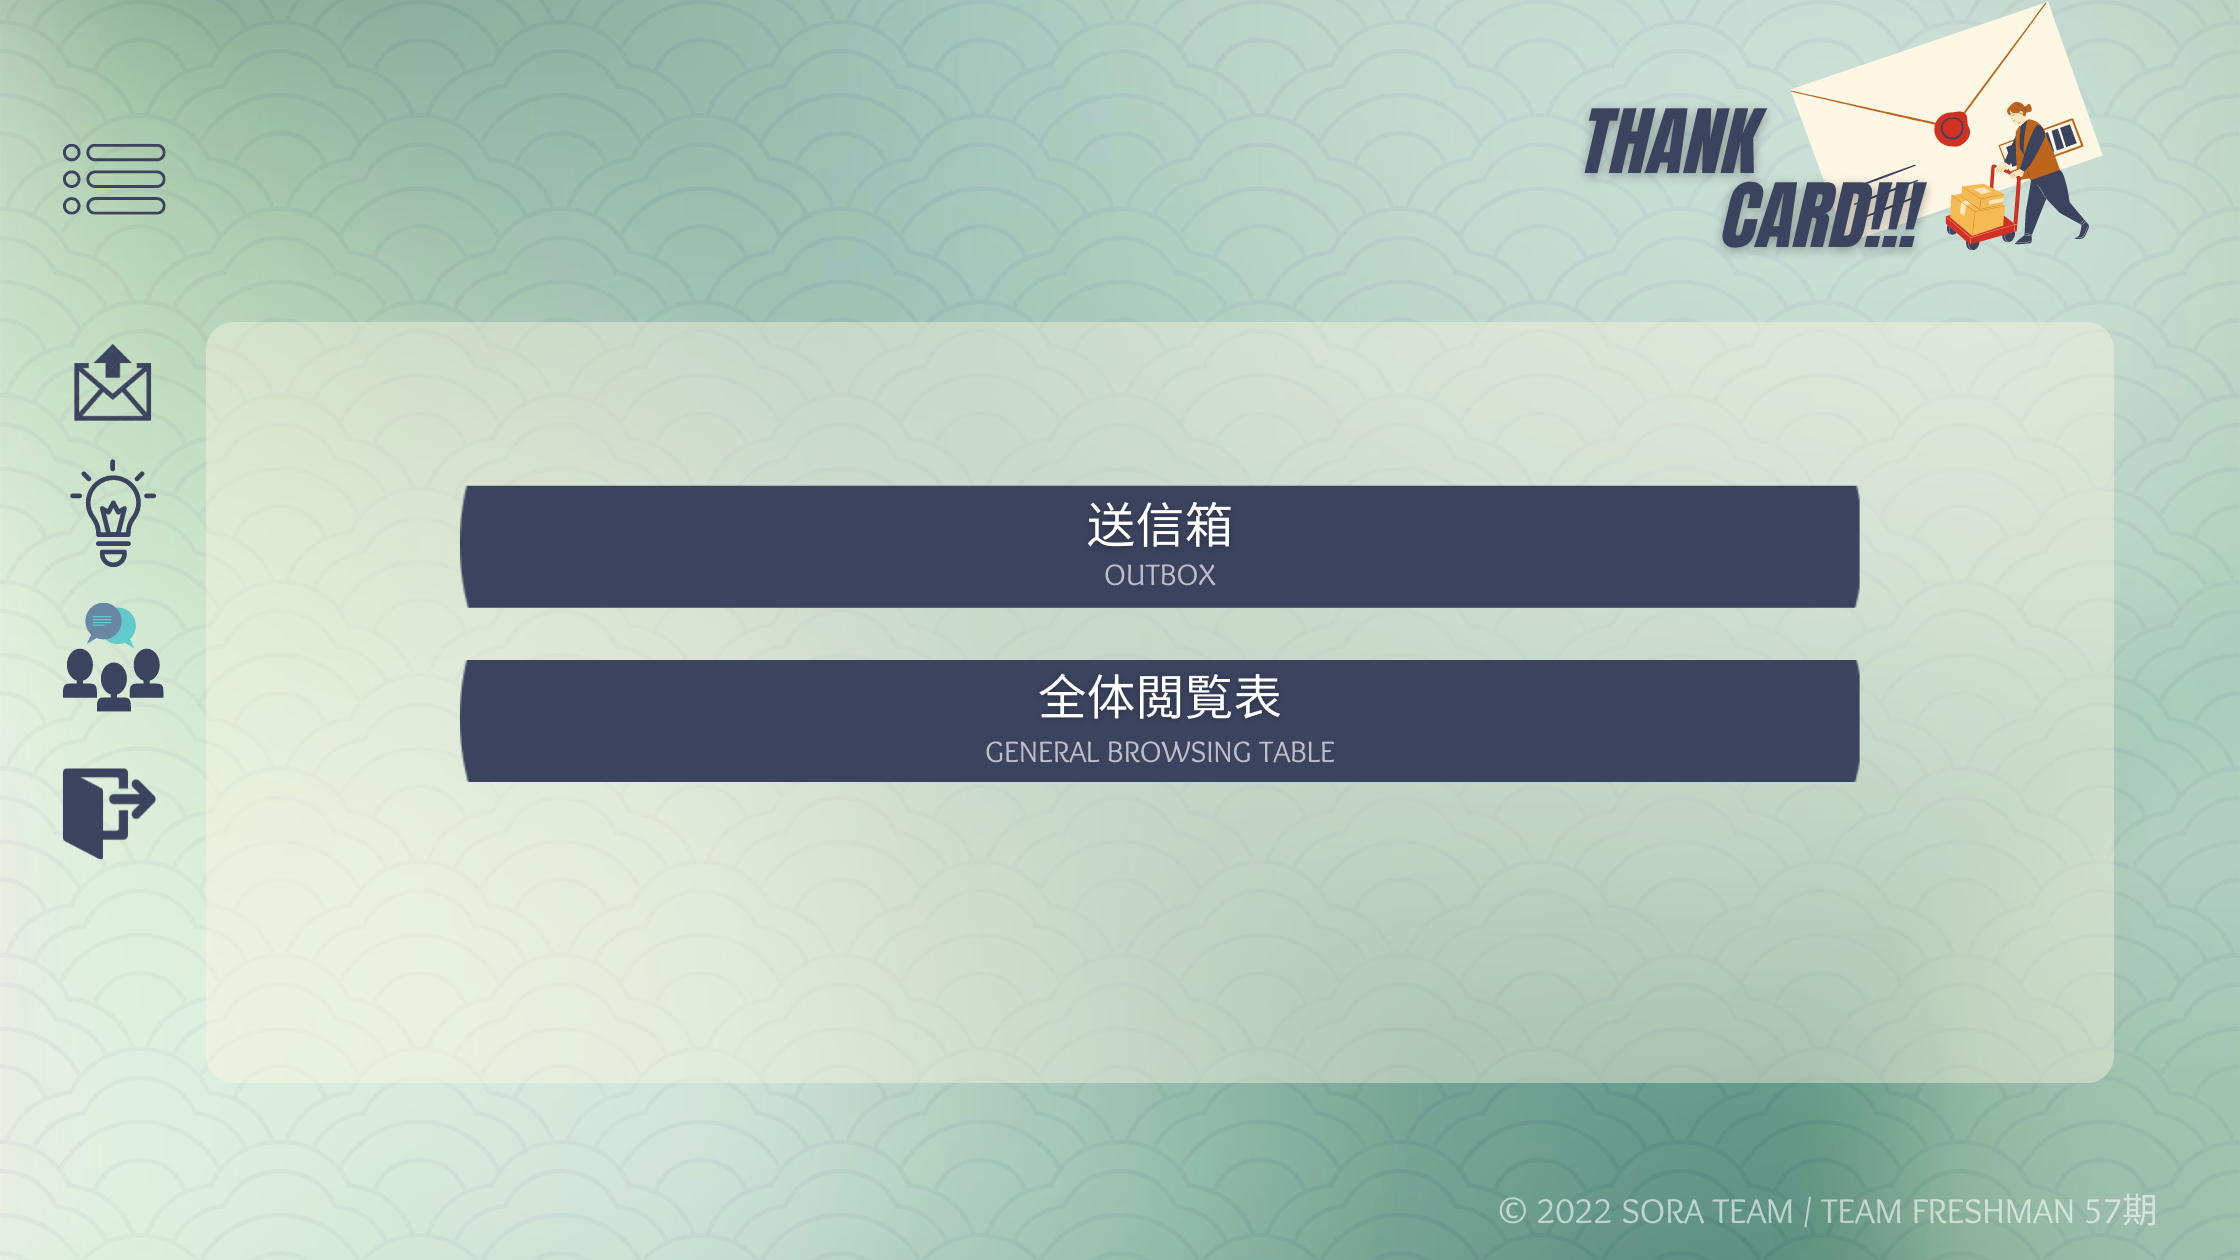 THANK
CARD!!!
送信箱
OUTBOX
全体閲覧表
GENERAL BROWSING TABLE
© 2022 SORA TEAM / TEAM FRESHMAN 57期